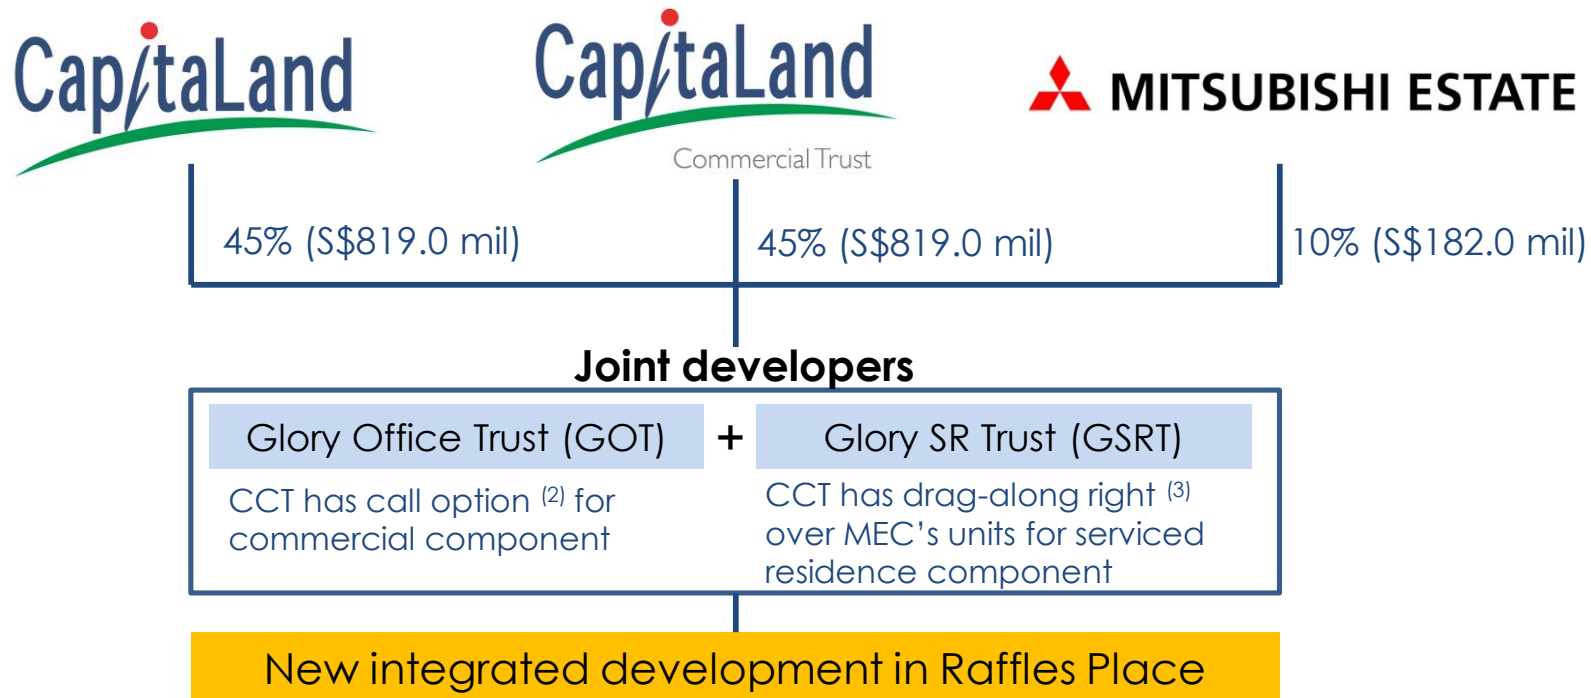 CapitaLand
CapitaLand
Commercial Trust
MITSUBISHI ESTATE
45% (S$819.0 mil)
45% (S$819.0 mil)
10% (S$182.0 mil)
Joint developers
Glory Office Trust (GOT)
+
Glory SR Trust (GSRT)
CCT has call option (2) for
commercial component
CCT has drag-along right (3)
over MEC’s units for serviced
residence component
New integrated development in Raffles Place